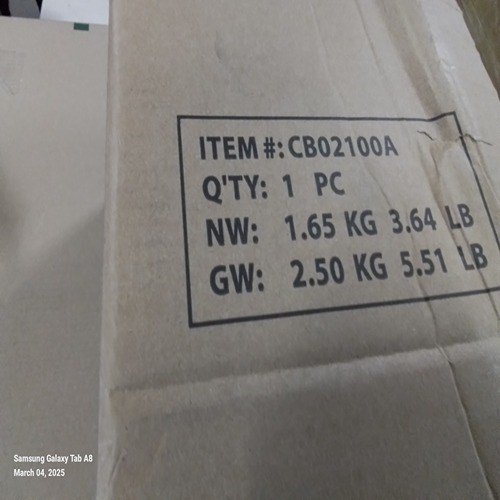 ITEM #: CB02100A
Q'TY: 1 PC
NW: 1.65 KG 3.64 LB
GW: 2.50 KG 5.51 LB
Samsung Galaxy Tab A8
March 04, 2025